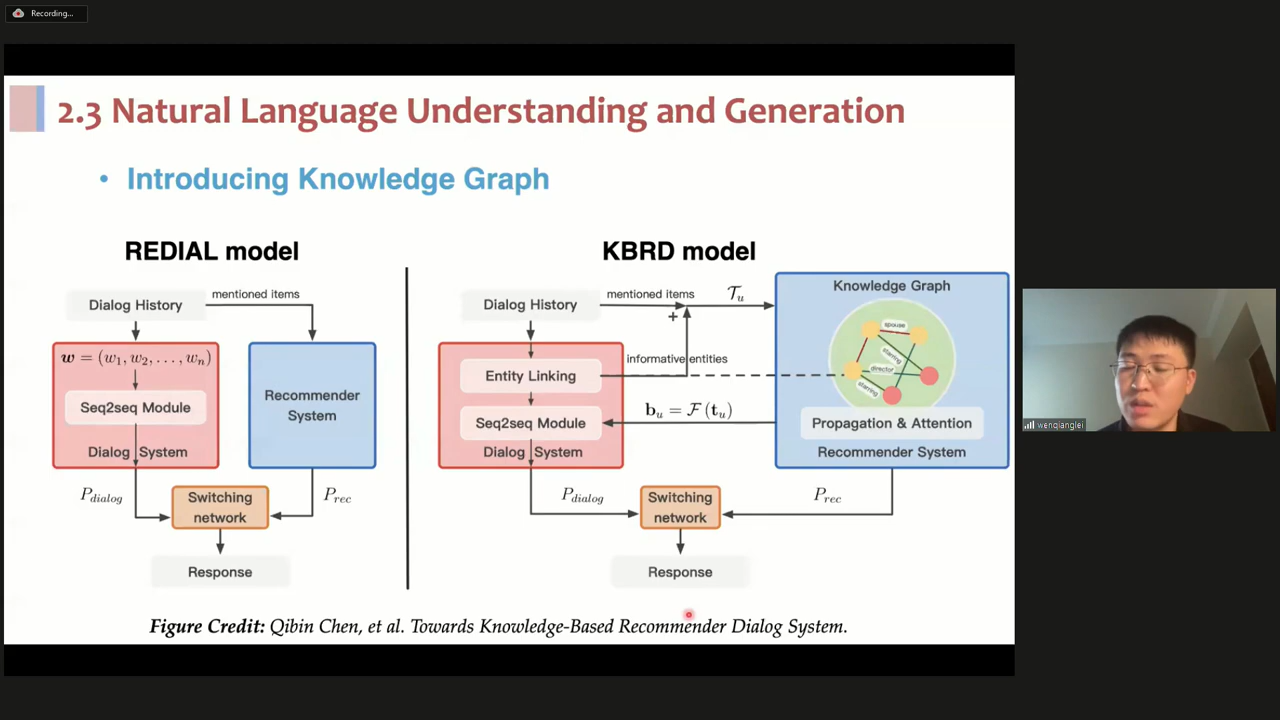 Recording...
2.3 Natural Language Understanding and Generation
• Introducing Knowledge Graph
REDIAL model
Dialog History
mentioned items
w = (w₁, w₂, . . . , wₙ)
Seq2seq Module
Dialog System
Recommender
System
P_dialog
Switching
network
P_rec
Response
KBRD model
Dialog History
mentioned items
+
𝒯ᵤ
informative entities
Entity Linking
Seq2seq Module
Dialog System
bᵤ = ℱ (tᵤ)
Knowledge Graph
spouse
starring
director
starring
Propagation & Attention
Recommender System
P_dialog
Switching
network
P_rec
Response
Figure Credit: Qibin Chen, et al. Towards Knowledge-Based Recommender Dialog System.
wenqianglei